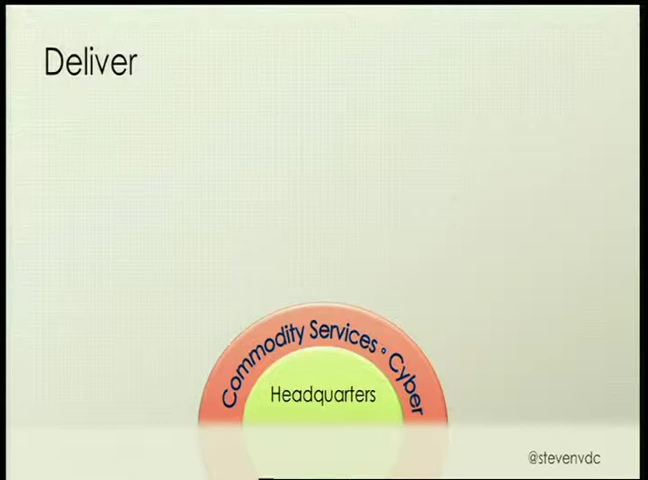 Deliver
Commodity Services ∘ Cyber
Headquarters
@stevenvdc